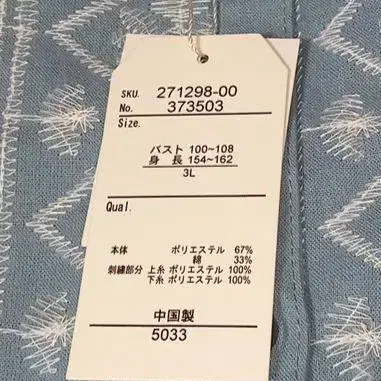 SKU. 271298-00
No. 373503
Size.
バスト 100~108
身 長 154~162
3L
Qual.
本体 ポリエステル 67%
綿 33%
刺繍部分 上糸 ポリエステル 100%
下糸 ポリエステル 100%
中国製
5033